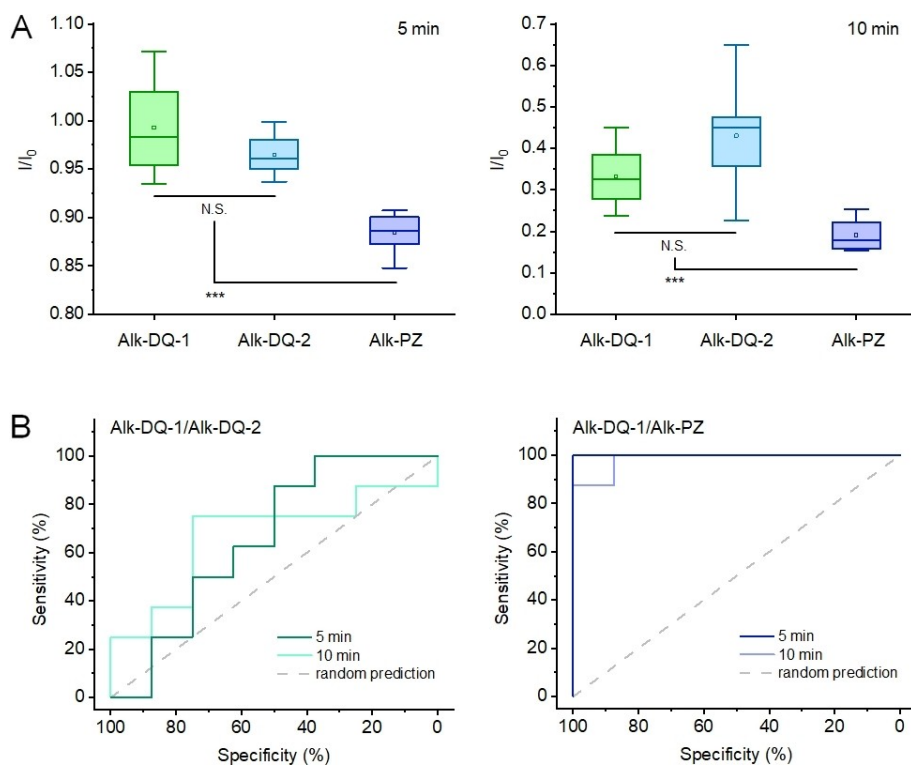 A
5 min
1.10
1.05
1.00
0.95
0.90
0.85
0.80
I/I0
N.S.
***
Alk-DQ-1
Alk-DQ-2
Alk-PZ
10 min
0.7
0.6
0.5
0.4
0.3
0.2
0.1
0.0
I/I0
N.S.
***
Alk-DQ-1
Alk-DQ-2
Alk-PZ
B
Alk-DQ-1/Alk-DQ-2
100
80
60
40
20
0
Sensitivity (%)
5 min
10 min
random prediction
100 80 60 40 20 0
Specificity (%)
Alk-DQ-1/Alk-PZ
100
80
60
40
20
0
Sensitivity (%)
5 min
10 min
random prediction
100 80 60 40 20 0
Specificity (%)